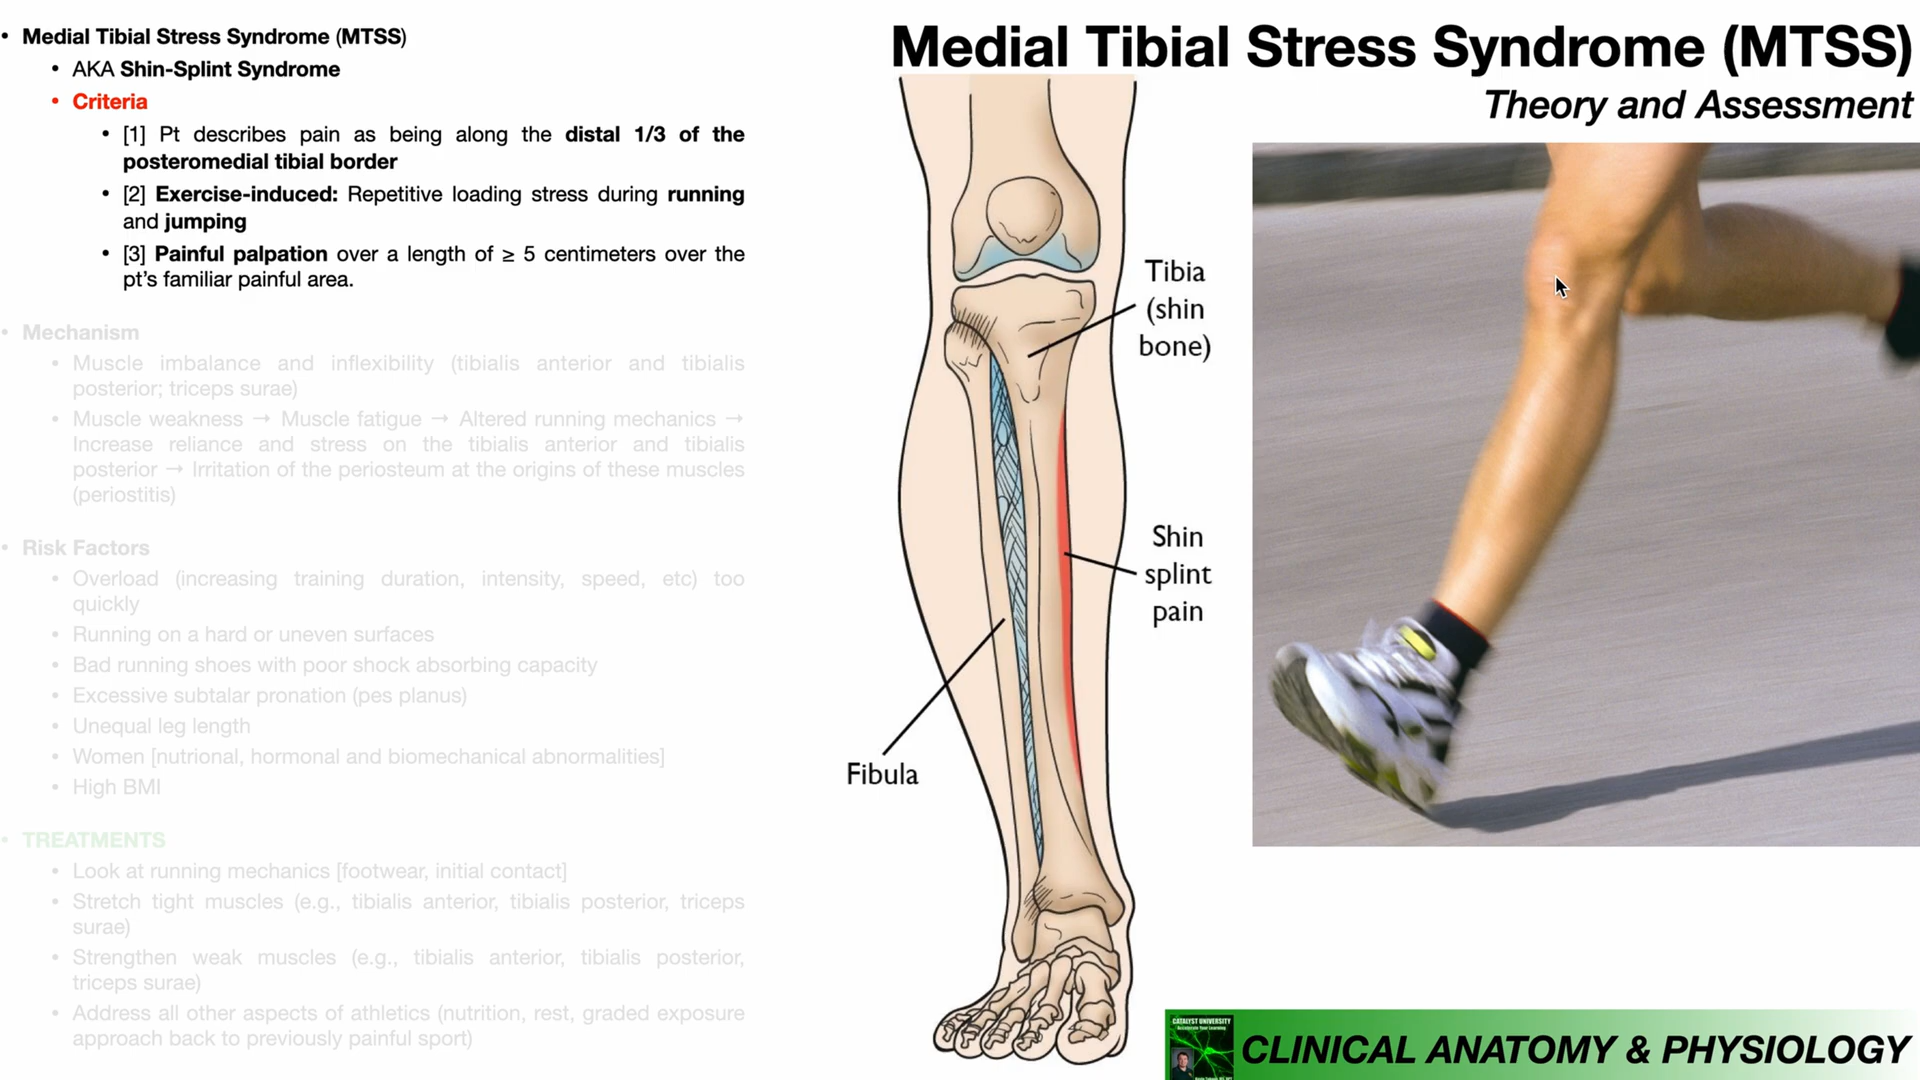 • Medial Tibial Stress Syndrome (MTSS)
• AKA Shin-Splint Syndrome
• Criteria
• [1] Pt describes pain as being along the distal 1/3 of the
posteromedial tibial border
• [2] Exercise-induced: Repetitive loading stress during running
and jumping
• [3] Painful palpation over a length of ≥ 5 centimeters over the
pt's familiar painful area.
• Mechanism
• Muscle imbalance and inflexibility (tibialis anterior and tibialis
posterior; triceps surae)
• Muscle weakness → Muscle fatigue → Altered running mechanics →
Increase reliance and stress on the tibialis anterior and tibialis
posterior → Irritation of the periosteum at the origins of these muscles
(periostitis)
• Risk Factors
• Overload (increasing training duration, intensity, speed, etc) too
quickly
• Running on a hard or uneven surfaces
• Bad running shoes with poor shock absorbing capacity
• Excessive subtalar pronation (pes planus)
• Unequal leg length
• Women [nutrional, hormonal and biomechanical abnormalities]
• High BMI
• TREATMENTS
• Look at running mechanics [footwear, initial contact]
• Stretch tight muscles (e.g., tibialis anterior, tibialis posterior, triceps
surae)
• Strengthen weak muscles (e.g., tibialis anterior, tibialis posterior,
triceps surae)
• Address all other aspects of athletics (nutrition, rest, graded exposure
approach back to previously painful sport)
Medial Tibial Stress Syndrome (MTSS)
Theory and Assessment
Tibia
(shin
bone)
Shin
splint
pain
Fibula
CATALYST UNIVERSITY
Accelerate Your Learning
CLINICAL ANATOMY & PHYSIOLOGY